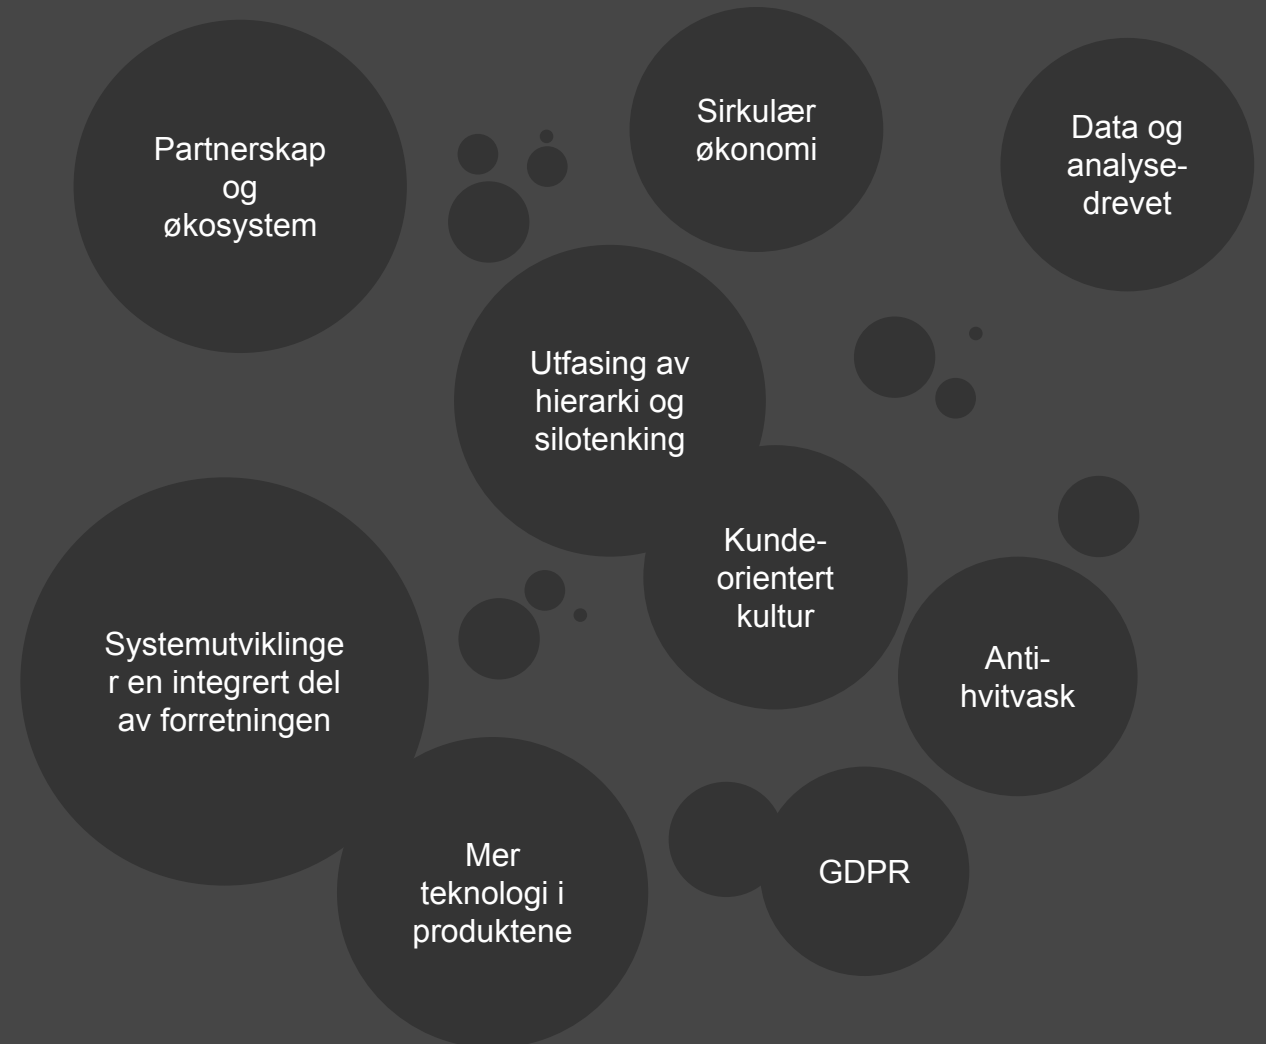 Partnerskap
og
økosystem
Sirkulær
økonomi
Data og
analyse-
drevet
Utfasing av
hierarki og
silotenking
Kunde-
orientert
kultur
Systemutviklinge
r en integrert del
av forretningen
Anti-
hvitvask
Mer
teknologi i
produktene
GDPR